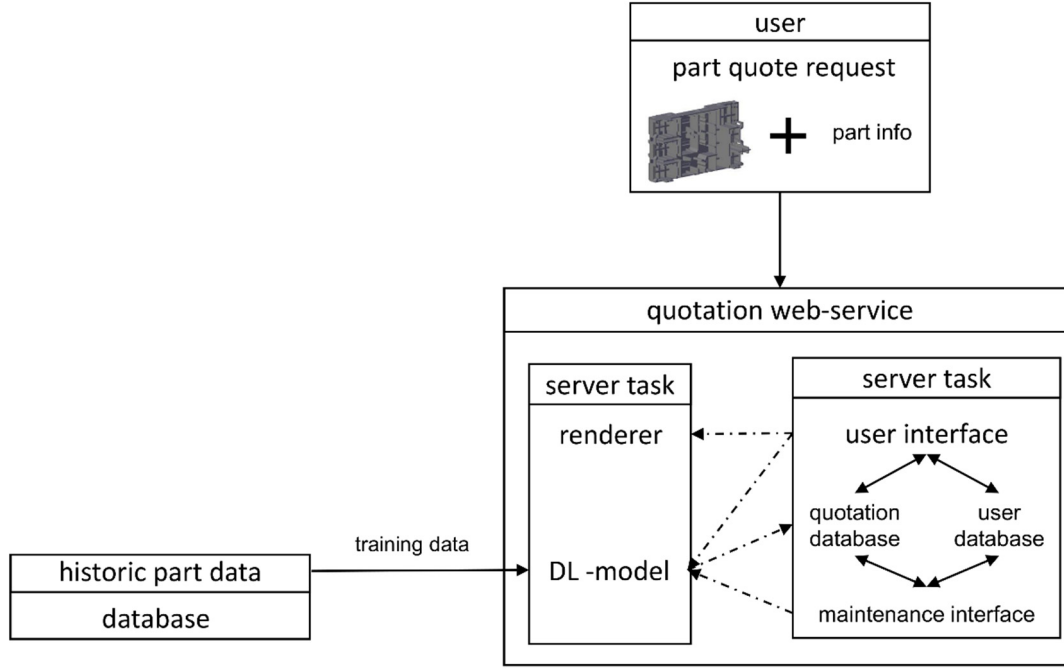 user
part quote request
+ part info
quotation web-service
server task
renderer
DL -model
server task
user interface
quotation
database
user
database
maintenance interface
training data
historic part data
database